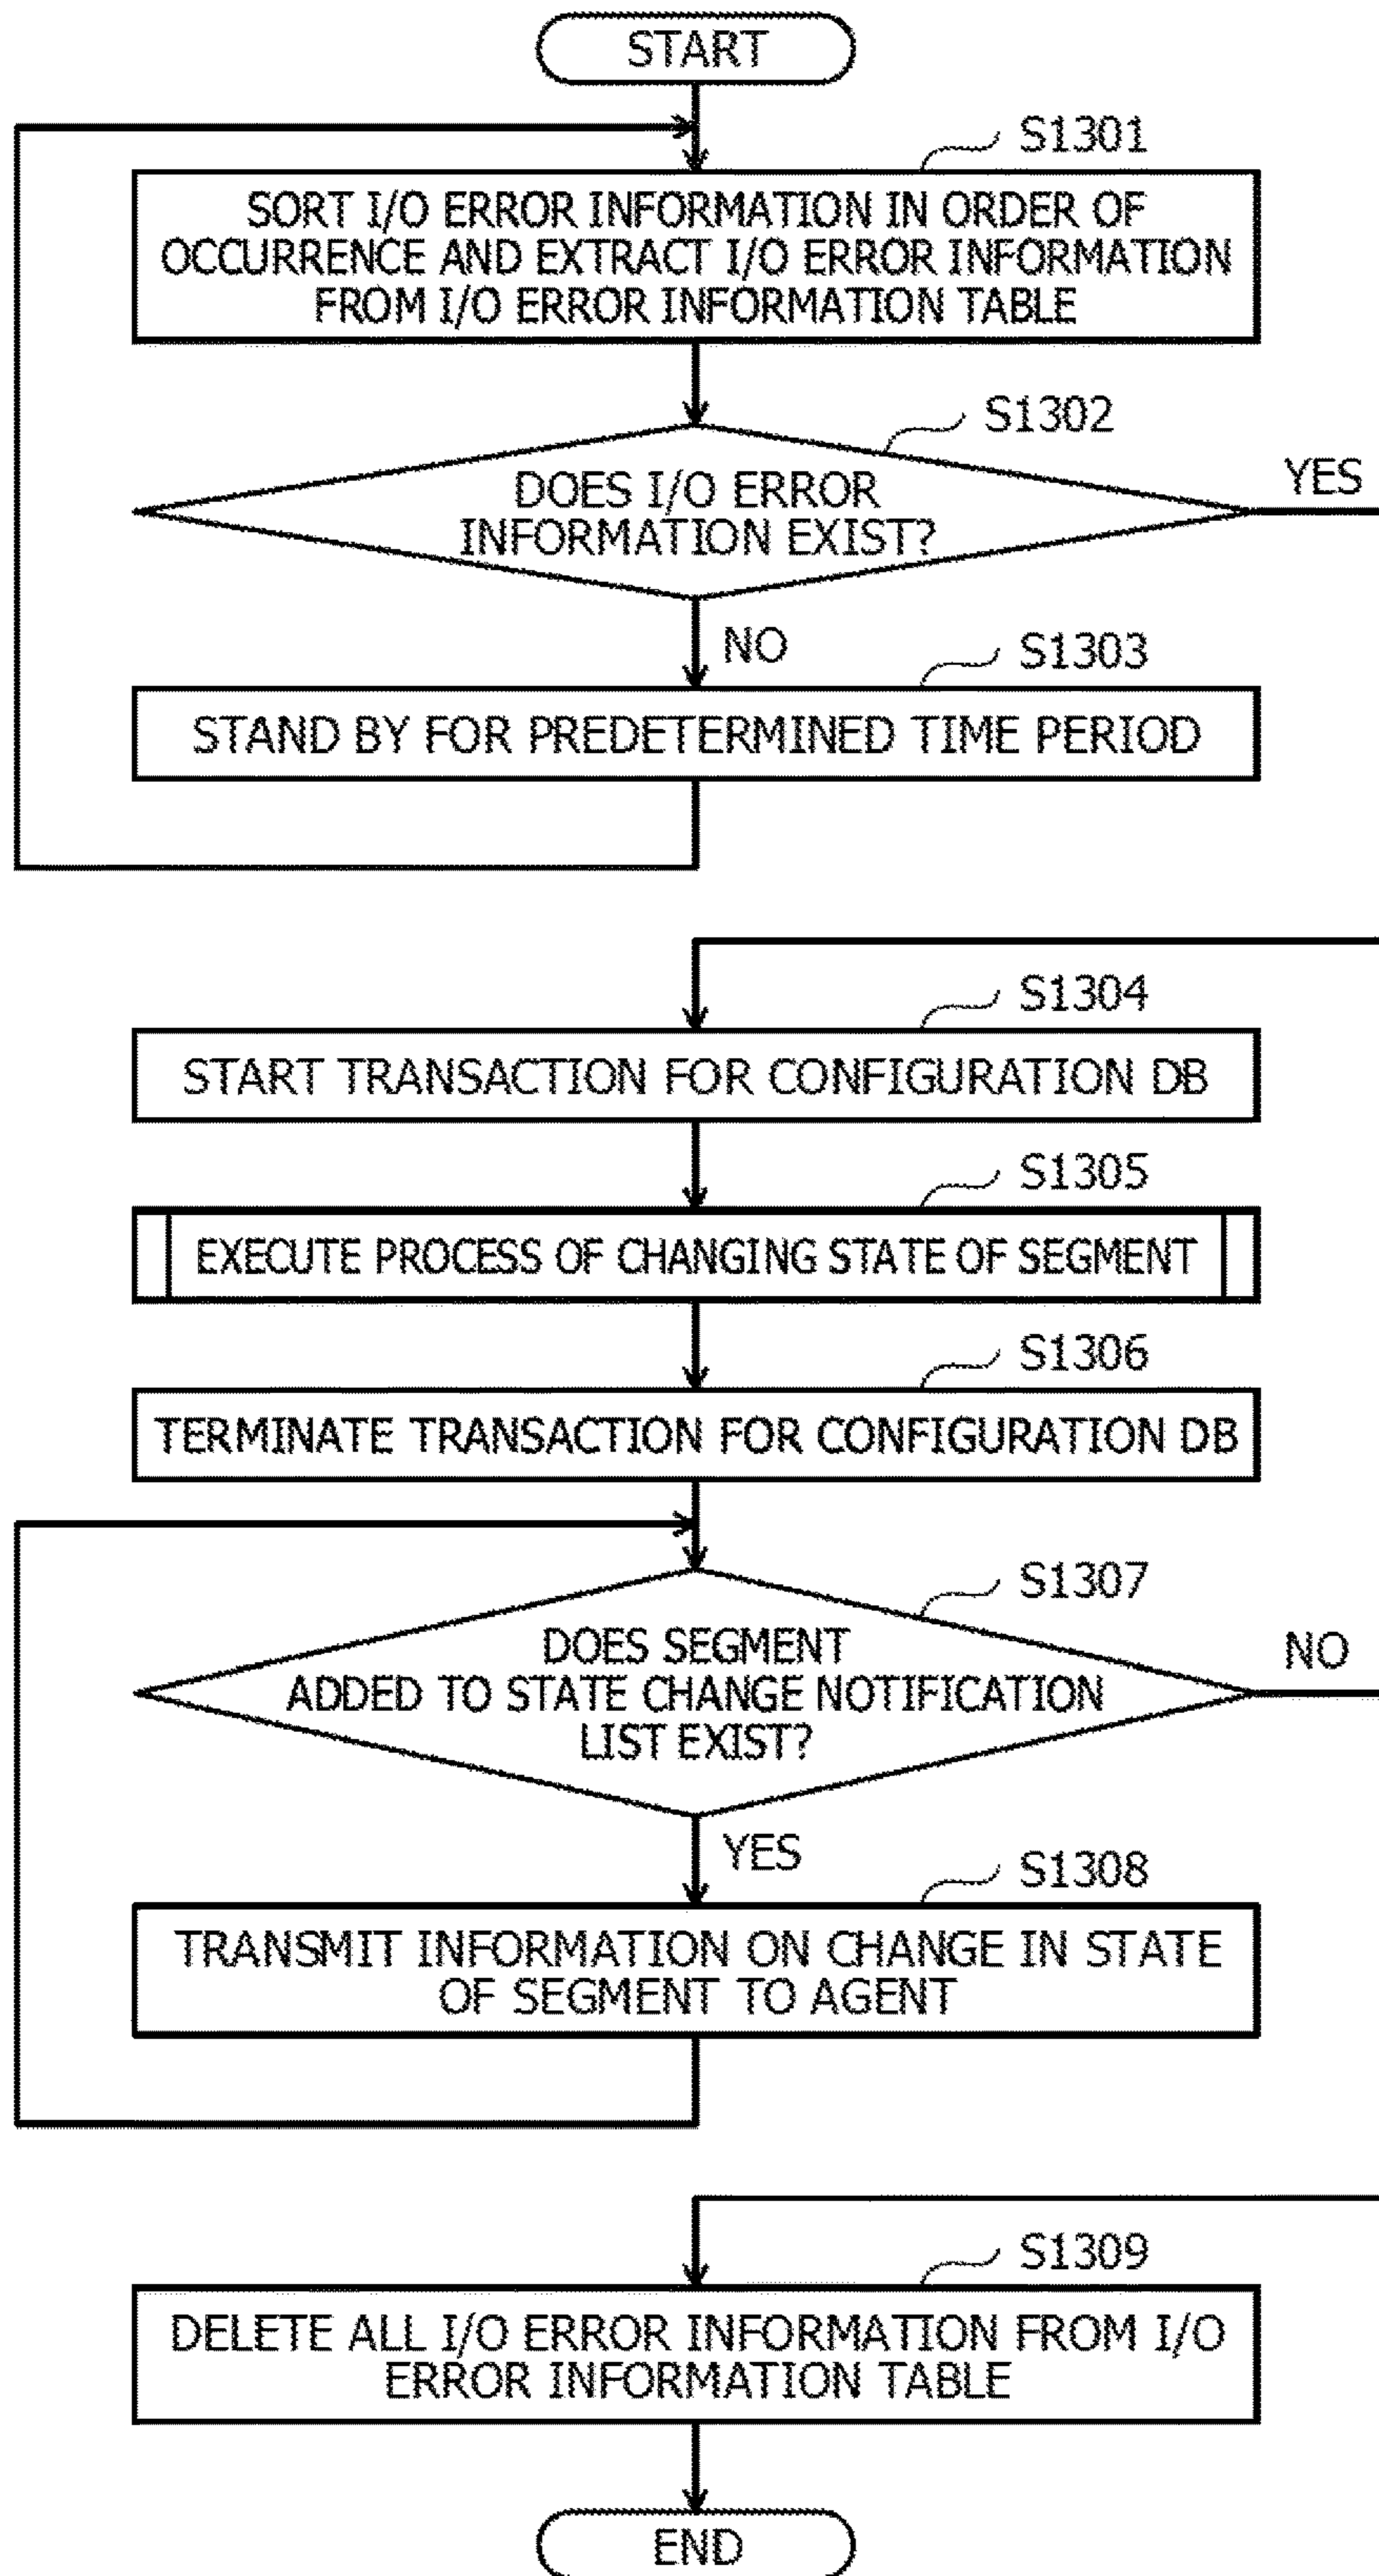 START
S1301
SORT I/O ERROR INFORMATION IN ORDER OF
OCCURRENCE AND EXTRACT I/O ERROR INFORMATION
FROM I/O ERROR INFORMATION TABLE
S1302
DOES I/O ERROR
INFORMATION EXIST?
YES
NO
S1303
STAND BY FOR PREDETERMINED TIME PERIOD
S1304
START TRANSACTION FOR CONFIGURATION DB
S1305
EXECUTE PROCESS OF CHANGING STATE OF SEGMENT
S1306
TERMINATE TRANSACTION FOR CONFIGURATION DB
S1307
DOES SEGMENT
ADDED TO STATE CHANGE NOTIFICATION
LIST EXIST?
NO
YES
S1308
TRANSMIT INFORMATION ON CHANGE IN STATE
OF SEGMENT TO AGENT
S1309
DELETE ALL I/O ERROR INFORMATION FROM I/O
ERROR INFORMATION TABLE
END